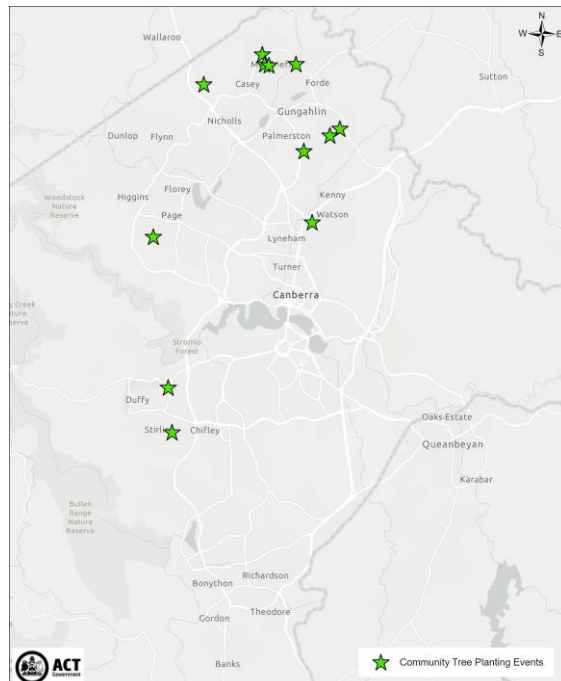 N
W E
S
Wallaroo
Sutton
Casey
Forde
Gungahlin
Nicholls
Dunlop
Flynn
Palmerston
Woodstock
Nature
Reserve
Higgins
Florey
Kenny
Page
Watson
Lyneham
Turner
Canberra
Creek
Nature
Reserve
Stromlo
Forest
Duffy
Chifley
Oaks Estate
Queanbeyan
Karabar
Bullen
Range
Nature
Reserve
Richardson
Bonython
Gordon
Theodore
Banks
ACT
Government
Community Tree Planting Events